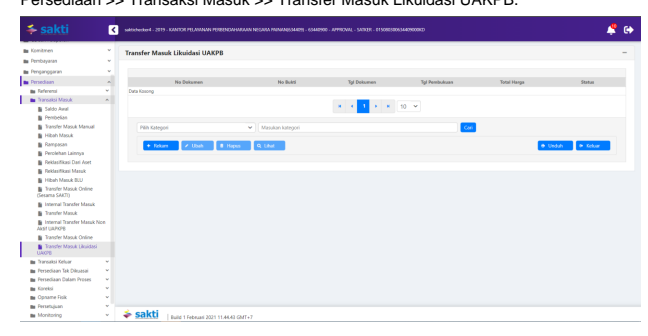 Persediaan >> Transaksi Masuk >> Transfer Masuk Likuidasi UAKPB.
sakti
saktichecker4 - 2019 - KANTOR PELAYANAN PERBENDAHARAAN NEGARA
- APPROVAL - SATKER -
Komitmen
Pembayaran
Penganggaran
Persediaan
Referensi
Transaksi Masuk
Saldo Awal
Pembelian
Transfer Masuk Manual
Hibah Masuk
Rampasan
Perolehan Lainnya
Reklasifikasi Dari Aset
Reklasifikasi Masuk
Hibah Masuk BLU
Transfer Masuk Online
(Sesama SAKTI)
Internal Transfer Masuk
Transfer Masuk
Internal Transfer Masuk Non
Aktif UAPKPB
Transfer Masuk Online
Transfer Masuk Likuidasi
UAKPB
Transaksi Keluar
Persediaan Tak Dikuasai
Persediaan Dalam Proses
Koreksi
Opname Fisik
Persetujuan
Monitoring
Transfer Masuk Likuidasi UAKPB
No Dokumen No Bukti Tgl Dokumen Tgl Pembukuan Total Harga Status
Data Kosong
1 10
Pilih Kategori Masukan kategori Cari
+ Rekam Ubah Hapus Lihat Unduh Keluar
sakti | Build 1 Februari 2021 11.44.43 GMT+7